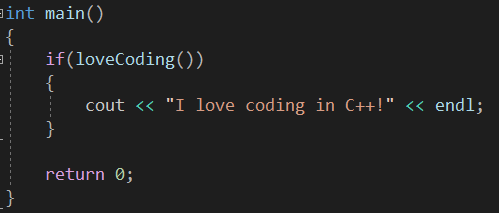 int main()
{
if(loveCoding())
{
cout << "I love coding in C++!" << endl;
}
return 0;
}